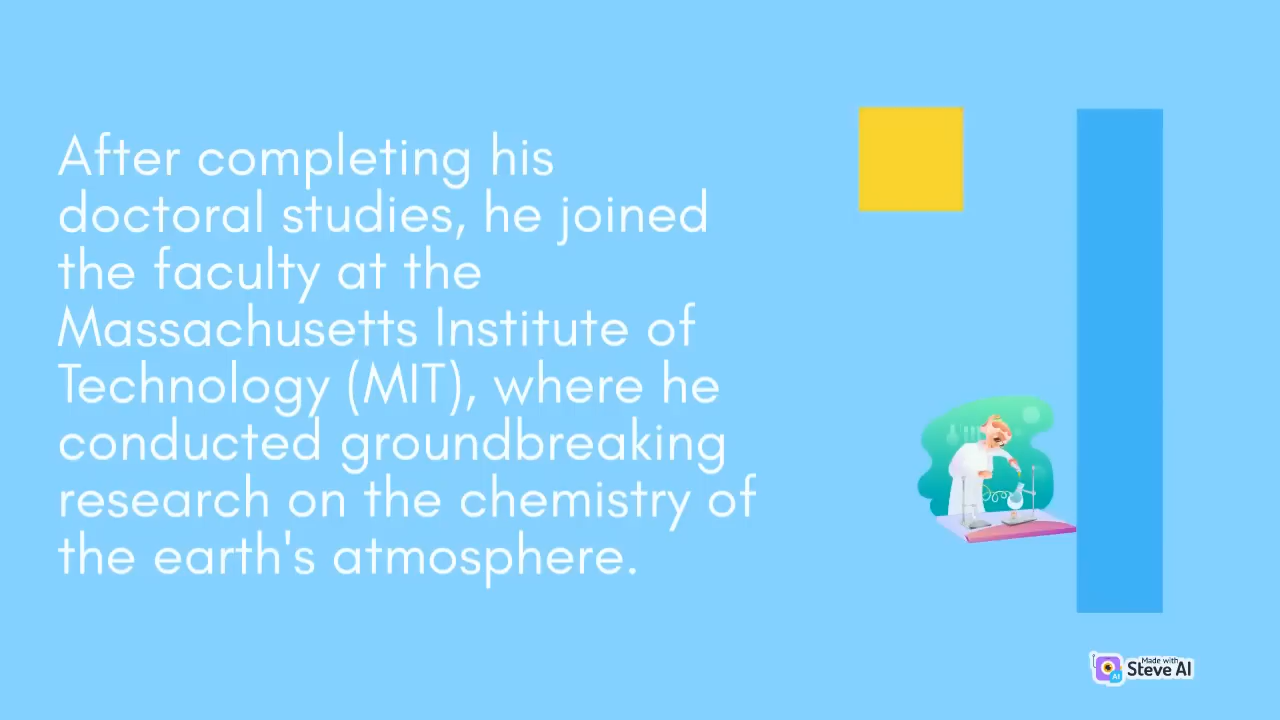 After completing his
doctoral studies, he joined
the faculty at the
Massachusetts Institute of
Technology (MIT), where he
conducted groundbreaking
research on the chemistry of
the earth's atmosphere.
Made with
Steve AI
AI